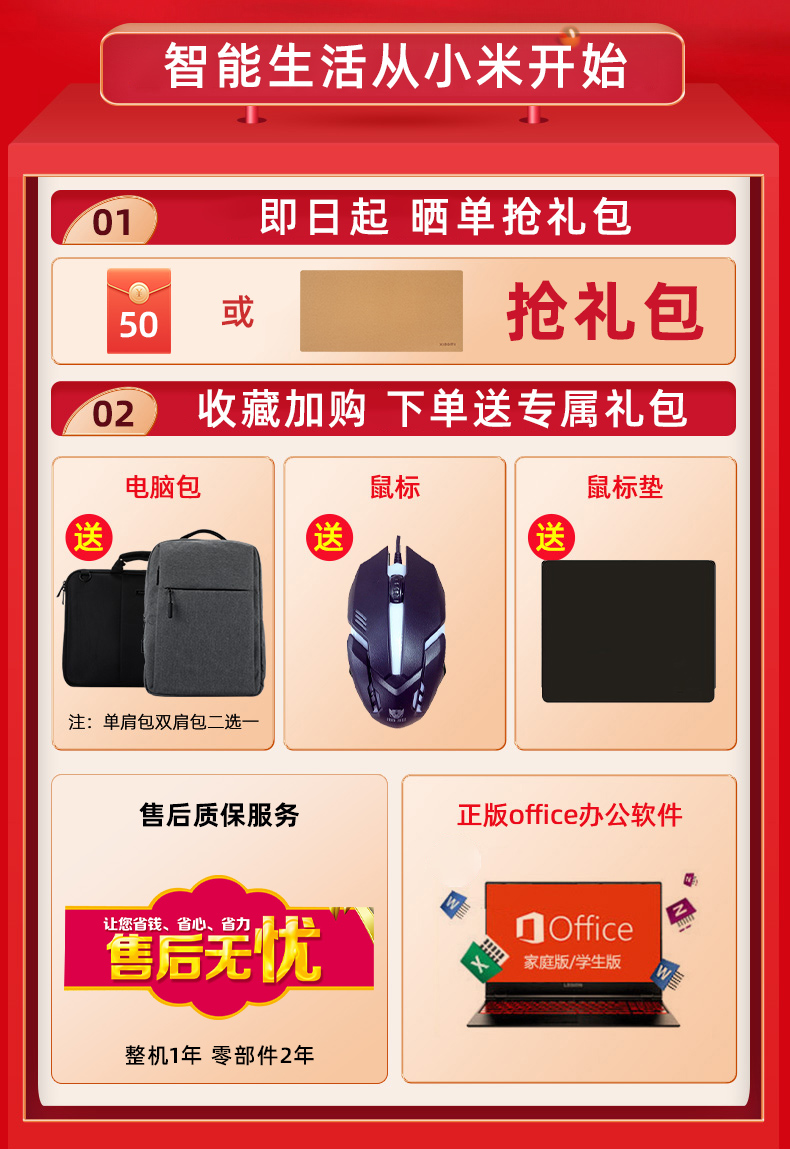 智能生活从小米开始
01
即日起 晒单抢礼包
50
或
抢礼包
02
收藏加购 下单送专属礼包
电脑包
送
注：单肩包双肩包二选一
鼠标
送
鼠标垫
送
售后质保服务
让您省钱、省心、省力
售后无忧
整机1年 零部件2年
正版office办公软件
Office
家庭版/学生版
LEGION
W
N
N
X
W